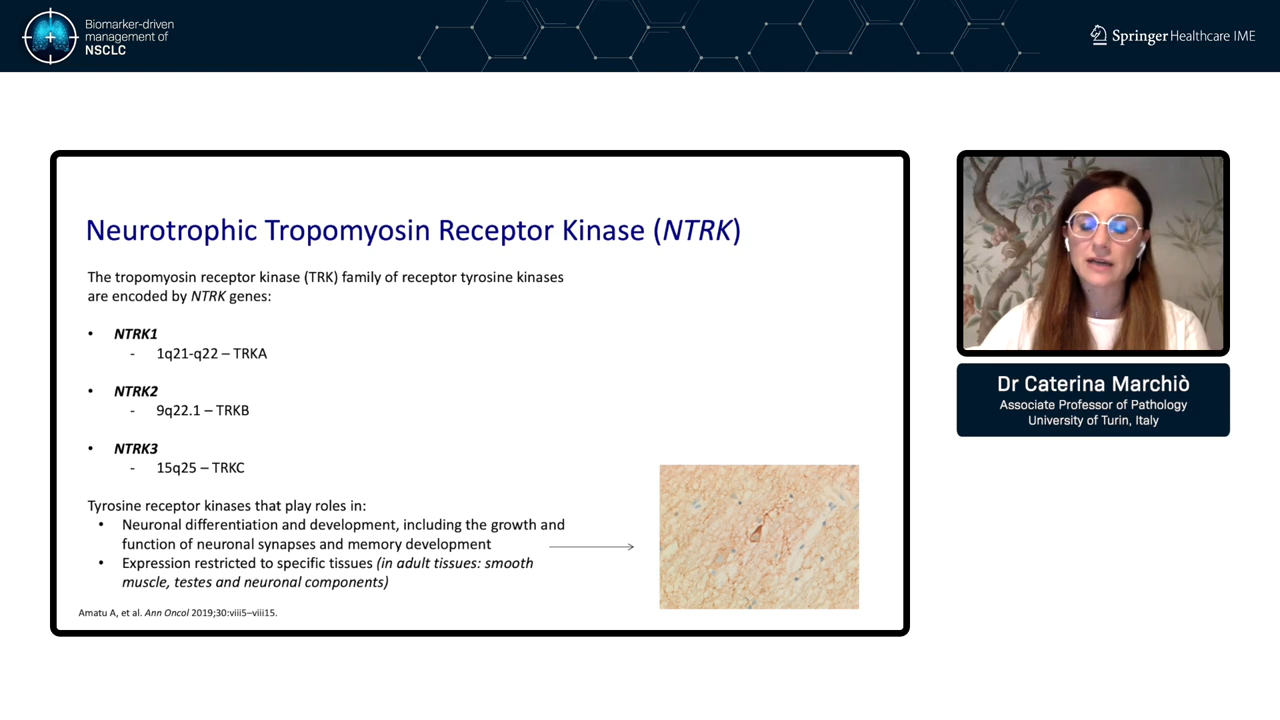 Biomarker-driven
management of
NSCLC
Springer Healthcare IME
Neurotrophic Tropomyosin Receptor Kinase (NTRK)
The tropomyosin receptor kinase (TRK) family of receptor tyrosine kinases
are encoded by NTRK genes:
• NTRK1
- 1q21-q22 – TRKA
• NTRK2
- 9q22.1 – TRKB
• NTRK3
- 15q25 – TRKC
Tyrosine receptor kinases that play roles in:
• Neuronal differentiation and development, including the growth and
function of neuronal synapses and memory development
• Expression restricted to specific tissues (in adult tissues: smooth
muscle, testes and neuronal components)
Amatu A, et al. Ann Oncol 2019;30:viii5–viii15.
Dr Caterina Marchiò
Associate Professor of Pathology
University of Turin, Italy